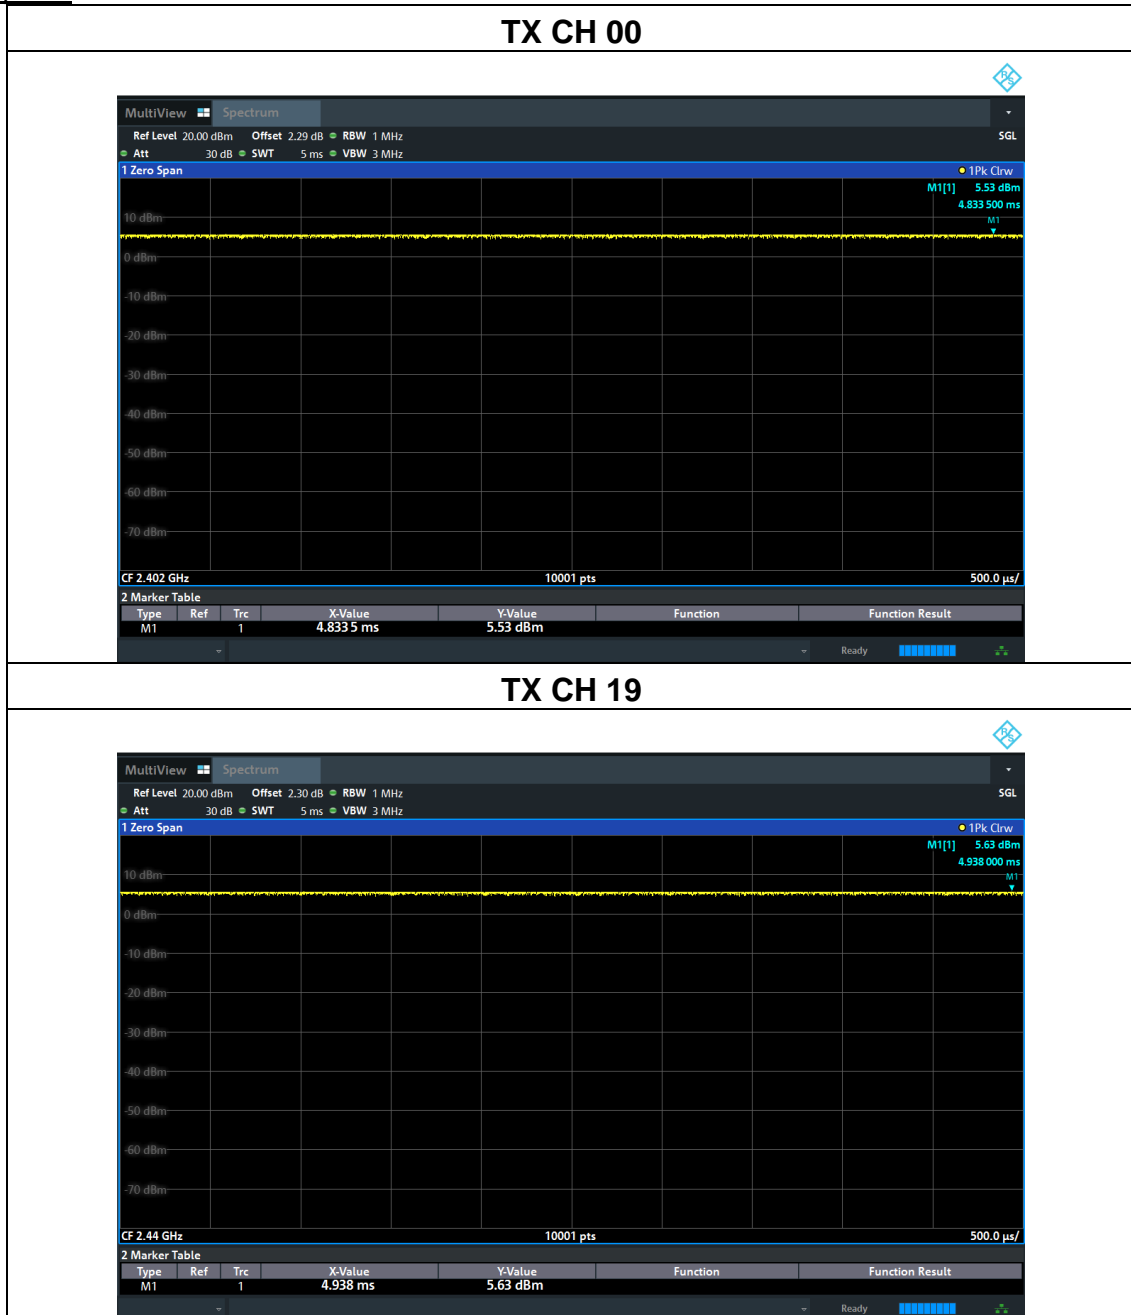 TX CH 00
R S
MultiView Spectrum
Ref Level 20.00 dBm Offset 2.29 dB RBW 1 MHz SGL
Att 30 dB SWT 5 ms VBW 3 MHz
1 Zero Span 1Pk Clrw
M1[1] 5.53 dBm
4.833 500 ms
M1
10 dBm
0 dBm
-10 dBm
-20 dBm
-30 dBm
-40 dBm
-50 dBm
-60 dBm
-70 dBm
CF 2.402 GHz 10001 pts 500.0 µs/
2 Marker Table
Type Ref Trc X-Value Y-Value Function Function Result
M1 1 4.833 5 ms 5.53 dBm
Ready
TX CH 19
R S
MultiView Spectrum
Ref Level 20.00 dBm Offset 2.30 dB RBW 1 MHz SGL
Att 30 dB SWT 5 ms VBW 3 MHz
1 Zero Span 1Pk Clrw
M1[1] 5.63 dBm
4.938 000 ms
M1
10 dBm
0 dBm
-10 dBm
-20 dBm
-30 dBm
-40 dBm
-50 dBm
-60 dBm
-70 dBm
CF 2.44 GHz 10001 pts 500.0 µs/
2 Marker Table
Type Ref Trc X-Value Y-Value Function Function Result
M1 1 4.938 ms 5.63 dBm
Ready